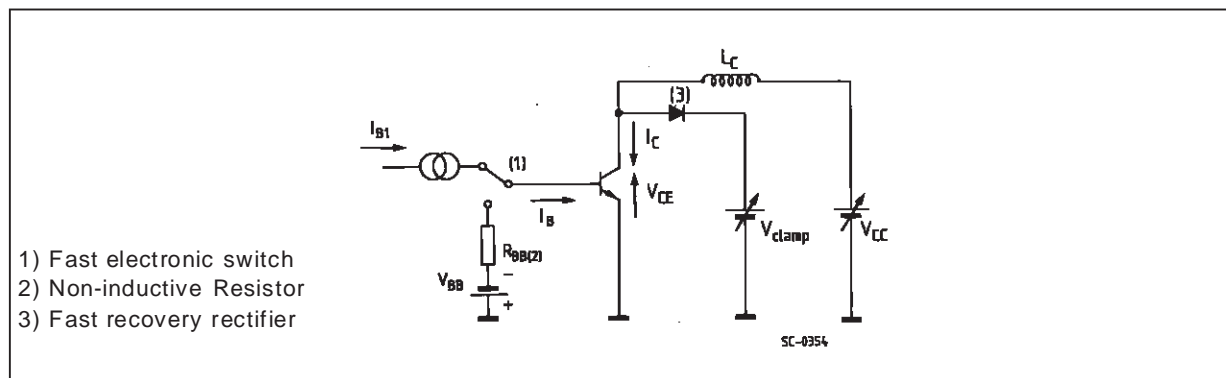 L_C
(3)
I_B1
I_C
(1)
V_CE
I_B
V_clamp
V_CC
R_BB(2)
V_BB
−
+
1) Fast electronic switch
2) Non-inductive Resistor
3) Fast recovery rectifier
SC-0354